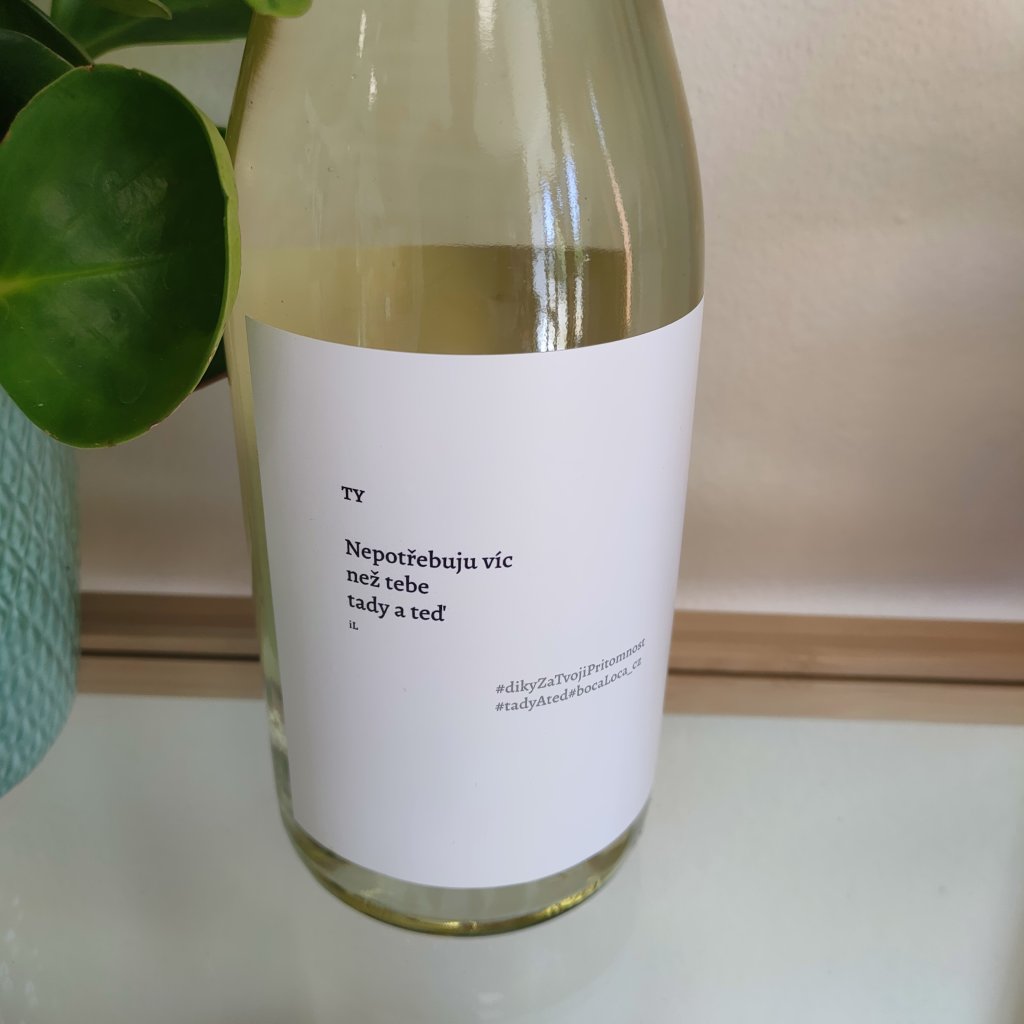 TY
Nepotřebuju víc
než tebe
tady a teď
iL
#dikyZaTvojiPritomnost
#tadyAted#bocaLoca_cz